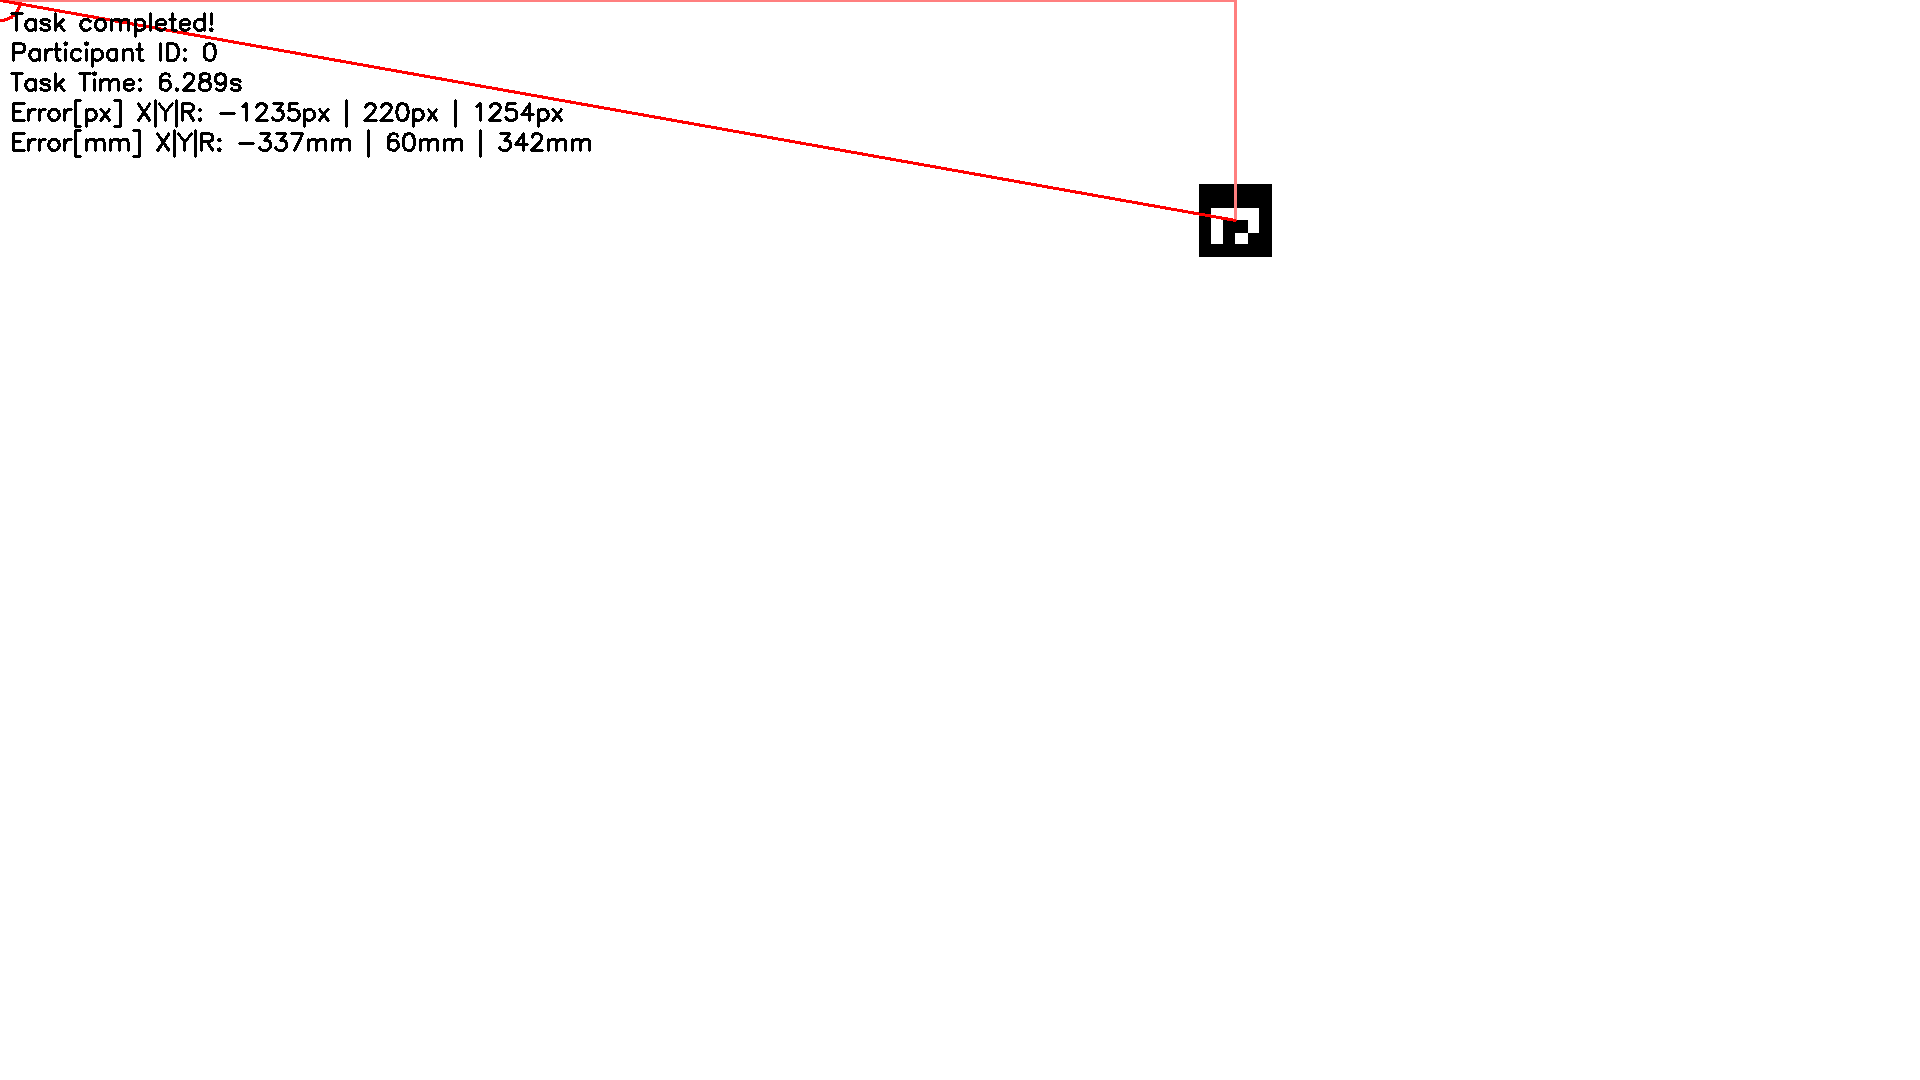 Task completed!
Participant ID: 0
Task Time: 6.289s
Error[px] X|Y|R: -1235px | 220px | 1254px
Error[mm] X|Y|R: -337mm | 60mm | 342mm